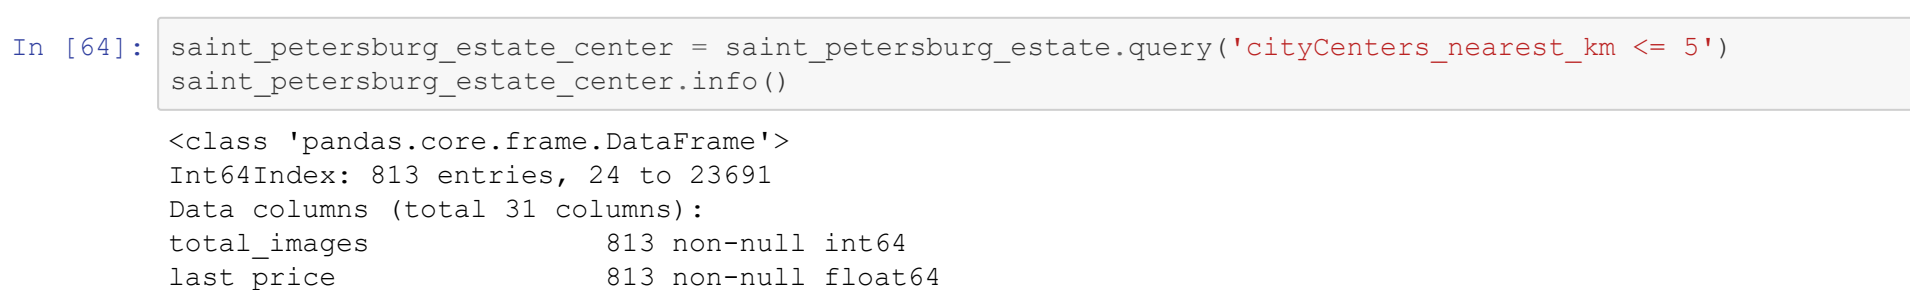 In [64]: saint_petersburg_estate_center = saint_petersburg_estate.query('cityCenters_nearest_km <= 5')
saint_petersburg_estate_center.info()
<class 'pandas.core.frame.DataFrame'>
Int64Index: 813 entries, 24 to 23691
Data columns (total 31 columns):
total_images 813 non-null int64
last_price 813 non-null float64